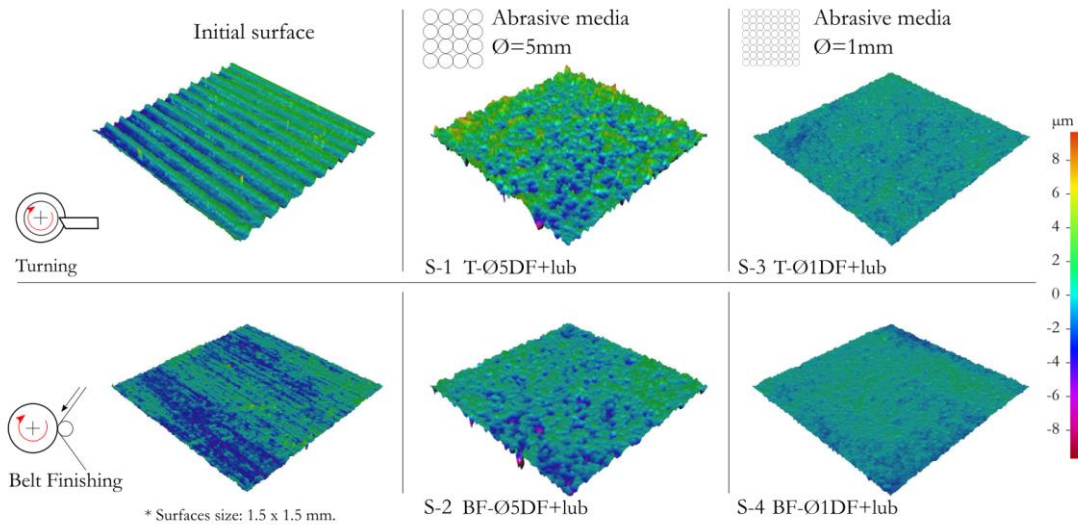 Initial surface
Abrasive media
Ø=5mm
Abrasive media
Ø=1mm
µm
8
6
4
2
0
-2
-4
-6
-8
Turning
S-1 T-Ø5DF+lub
S-3 T-Ø1DF+lub
Belt Finishing
* Surfaces size: 1.5 x 1.5 mm.
S-2 BF-Ø5DF+lub
S-4 BF-Ø1DF+lub